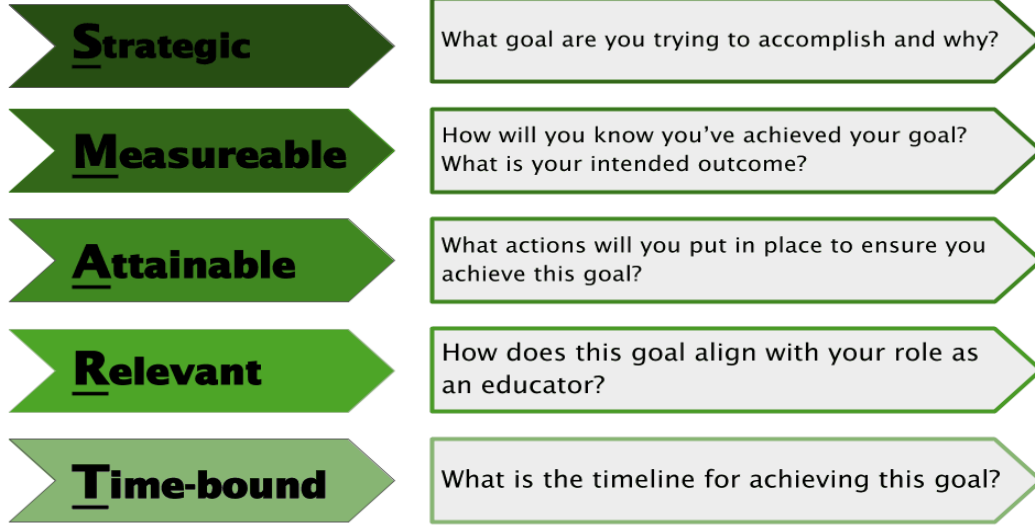 Strategic
What goal are you trying to accomplish and why?
Measureable
How will you know you've achieved your goal?
What is your intended outcome?
Attainable
What actions will you put in place to ensure you
achieve this goal?
Relevant
How does this goal align with your role as
an educator?
Time-bound
What is the timeline for achieving this goal?